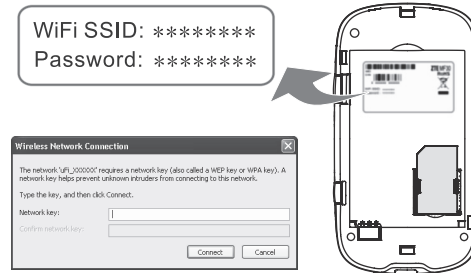 WiFi SSID: ********
Password: ********
Wireless Network Connection
The network 'ufi_XXXXXX' requires a network key (also called a WEP key or WPA key). A
network key helps prevent unknown intruders from connecting to this network.
Type the key, and then click Connect.
Network key:
Confirm network key:
Connect Cancel
ZTE